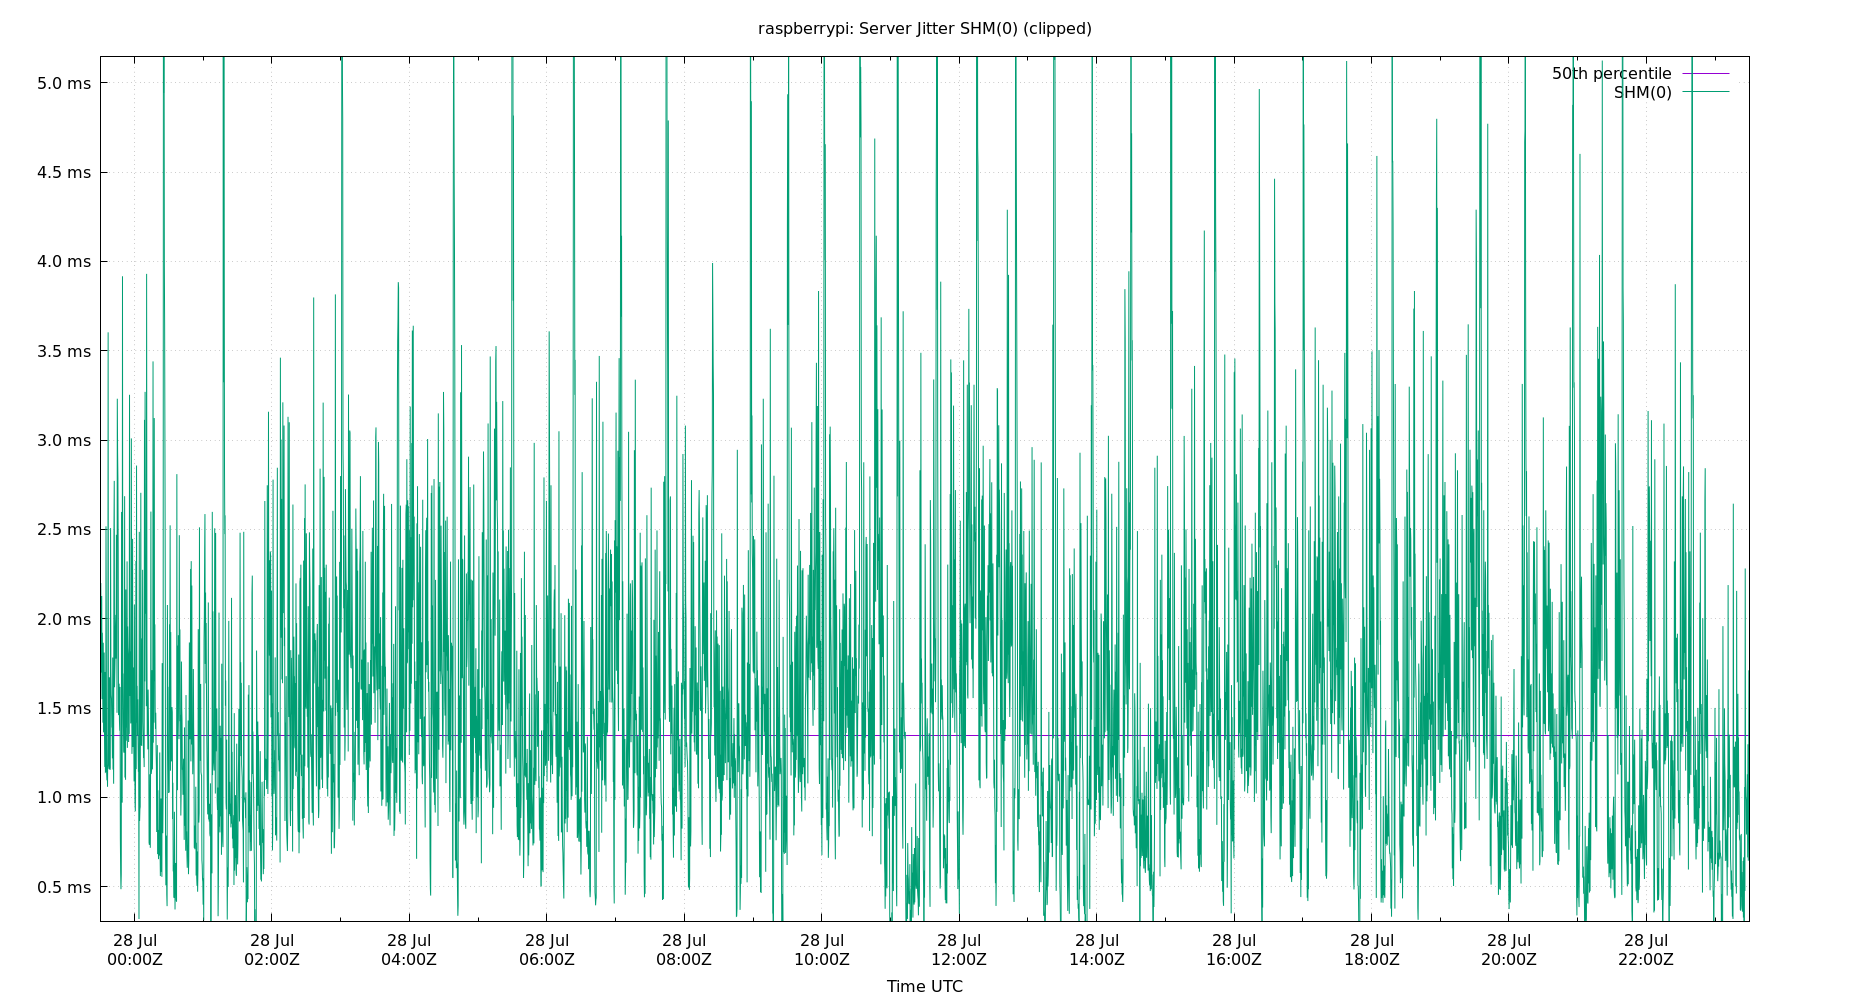 raspberrypi: Server Jitter SHM(0) (clipped)
50th percentile
SHM(0)
5.0 ms
4.5 ms
4.0 ms
3.5 ms
3.0 ms
2.5 ms
2.0 ms
1.5 ms
1.0 ms
0.5 ms
28 Jul 28 Jul 28 Jul 28 Jul 28 Jul 28 Jul 28 Jul 28 Jul 28 Jul 28 Jul 28 Jul 28 Jul
00:00Z 02:00Z 04:00Z 06:00Z 08:00Z 10:00Z 12:00Z 14:00Z 16:00Z 18:00Z 20:00Z 22:00Z
Time UTC